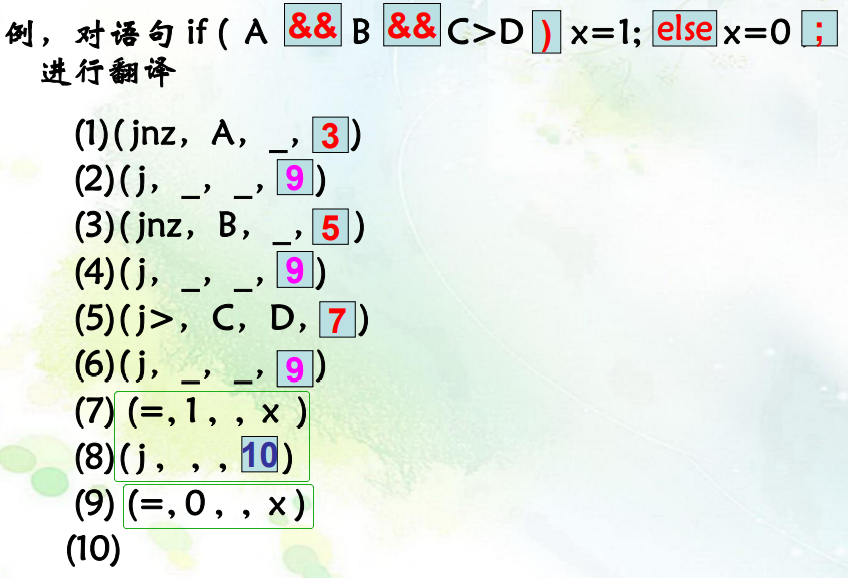 例，对语句 if ( A && B && C>D ) x=1; else x=0 ;
进行翻译
(1)( jnz, A, _, 3 )
(2)( j, _, _, 9 )
(3)( jnz, B, _, 5 )
(4)( j, _, _, 9 )
(5)( j>, C, D, 7 )
(6)( j, _, _, 9 )
(7) (=, 1 , , x )
(8)( j , , , 10 )
(9) (=, 0 , , x )
(10)